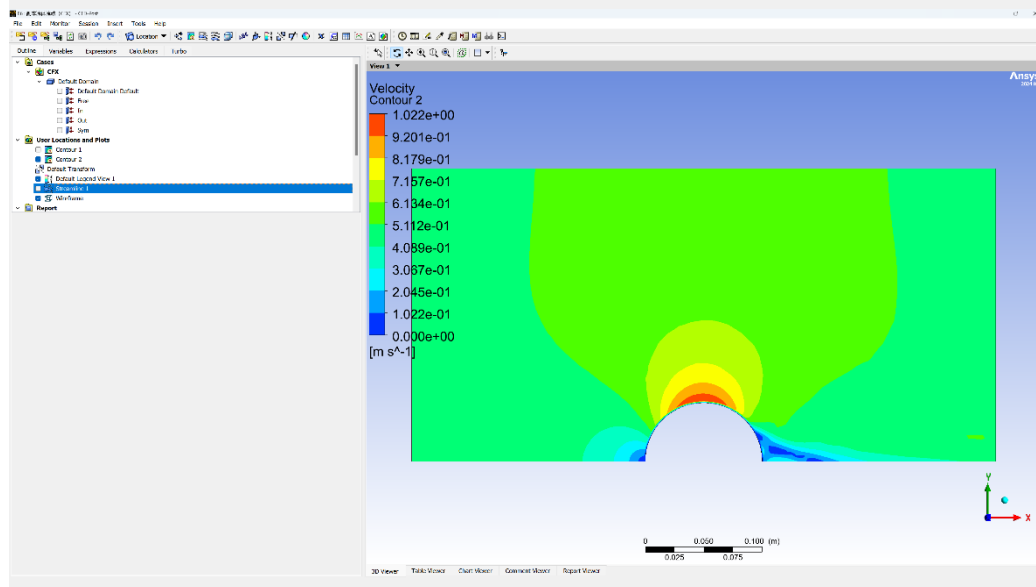 File Edit Monitor Session Insert Tools Help
Location
Outline Variables Expressions Calculators Turbo
Cases
CFX
Default Domain
Default Domain Default
Free
In
Out
Sym
User Locations and Plots
Contour 1
Contour 2
Default Transform
Default Legend View 1
Streamline 1
Wireframe
Report
View 1
Ansys
Velocity
Contour 2
1.022e+00
9.201e-01
8.179e-01
7.157e-01
6.134e-01
5.112e-01
4.089e-01
3.067e-01
2.045e-01
1.022e-01
0.000e+00
[m s^-1]
Y
X
0 0.050 0.100 (m)
0.025 0.075
3D Viewer Table Viewer Chart Viewer Comment Viewer Report Viewer